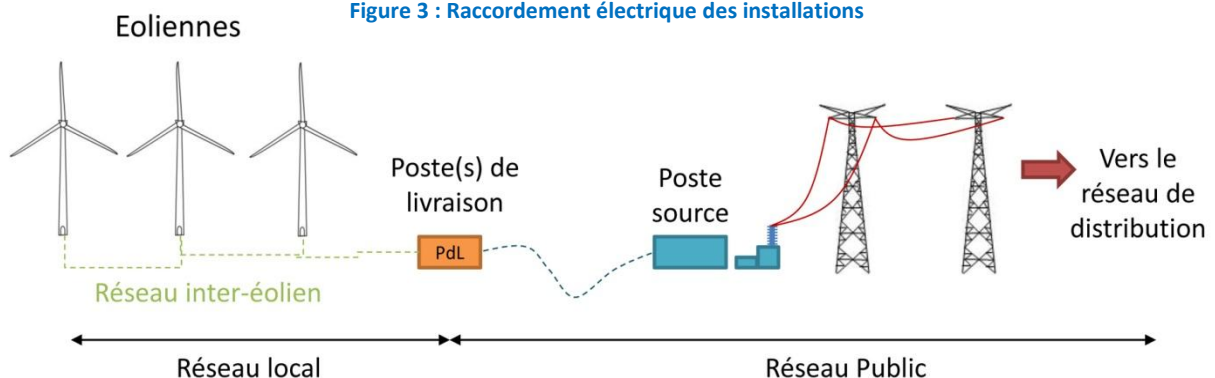 Figure 3 : Raccordement électrique des installations
Eoliennes
Poste(s) de
livraison
PdL
Poste
source
Vers le
réseau de
distribution
Réseau inter-éolien
Réseau local
Réseau Public